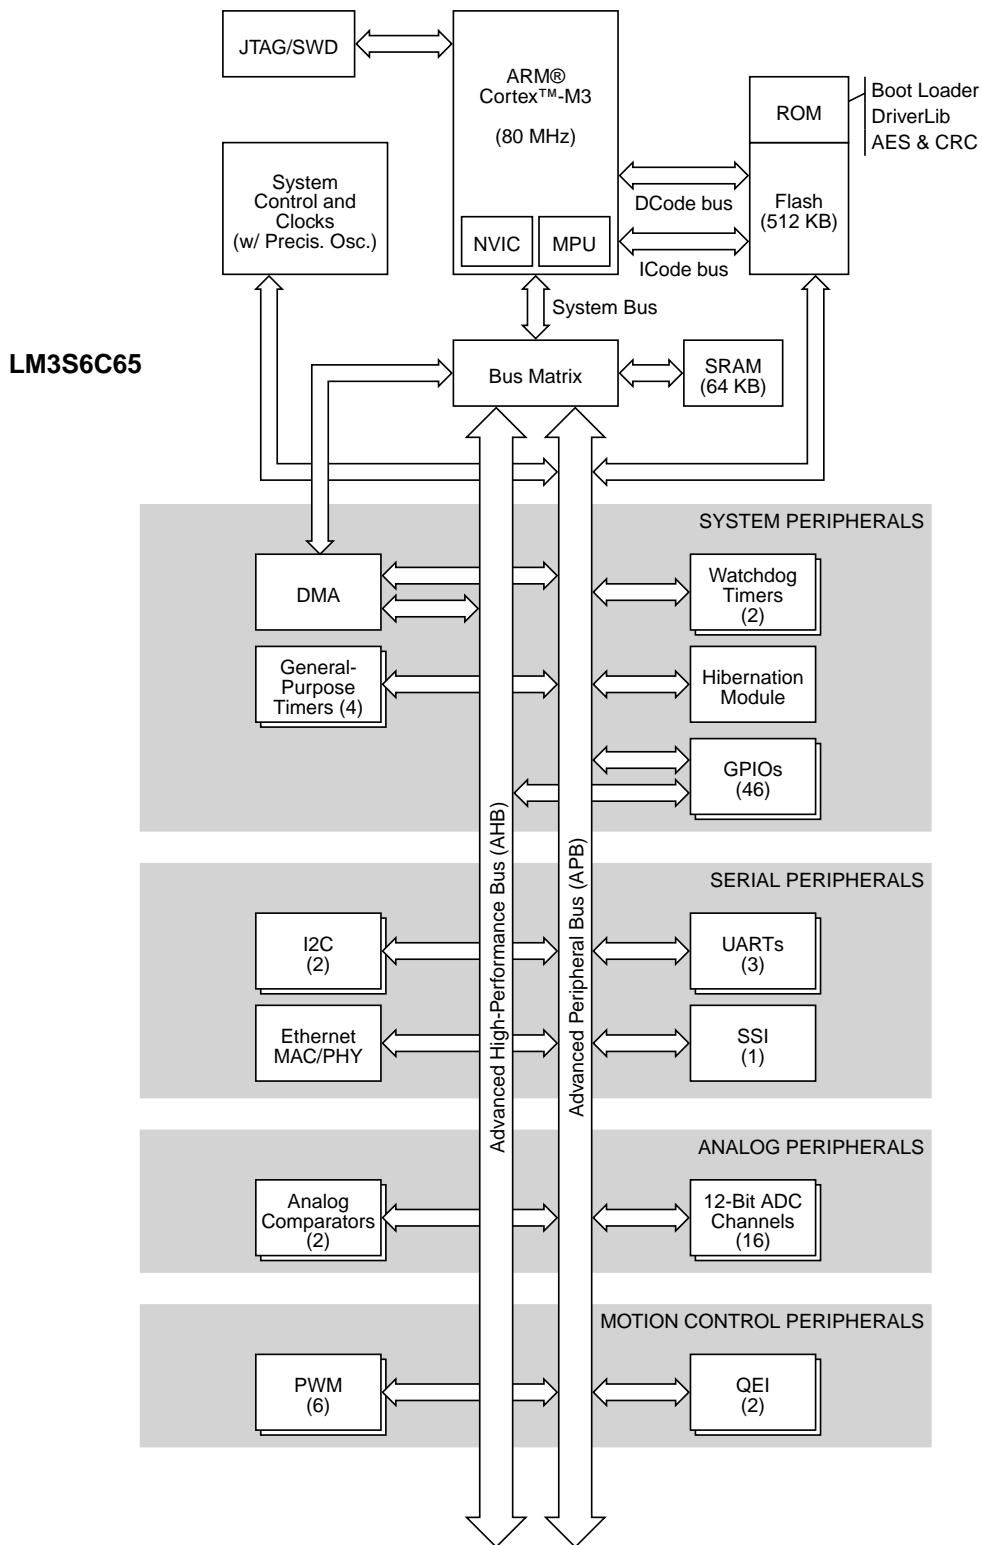 JTAG/SWD
ARM®
Cortex™-M3
(80 MHz)
NVIC
MPU
ROM
Boot Loader
DriverLib
AES & CRC
Flash
(512 KB)
DCode bus
ICode bus
System
Control and
Clocks
(w/ Precis. Osc.)
System Bus
LM3S6C65
Bus Matrix
SRAM
(64 KB)
SYSTEM PERIPHERALS
DMA
Watchdog
Timers
(2)
General-
Purpose
Timers (4)
Hibernation
Module
GPIOs
(46)
Advanced High-Performance Bus (AHB)
Advanced Peripheral Bus (APB)
SERIAL PERIPHERALS
I2C
(2)
UARTs
(3)
Ethernet
MAC/PHY
SSI
(1)
ANALOG PERIPHERALS
Analog
Comparators
(2)
12-Bit ADC
Channels
(16)
MOTION CONTROL PERIPHERALS
PWM
(6)
QEI
(2)